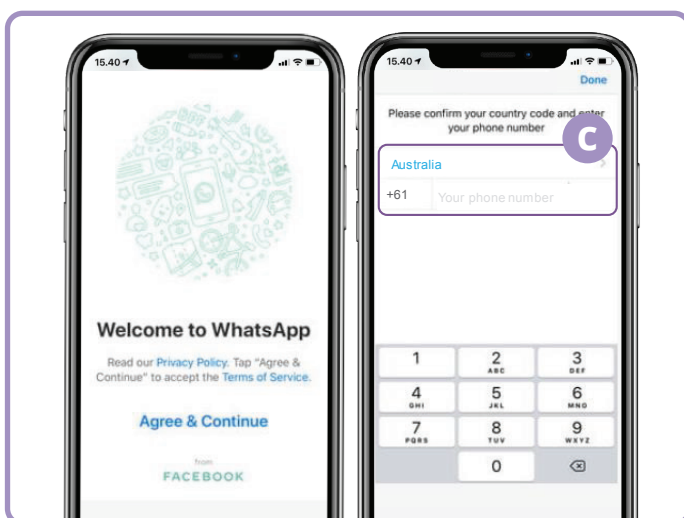 15.40
Welcome to WhatsApp
Read our Privacy Policy. Tap “Agree &
Continue” to accept the Terms of Service.
Agree & Continue
from
FACEBOOK
15.40
Done
Please confirm your country code and enter
your phone number
C
Australia
+61 Your phone number
1 2 3
ABC DEF
4 5 6
GHI JKL MNO
7 8 9
PQRS TUV WXYZ
0